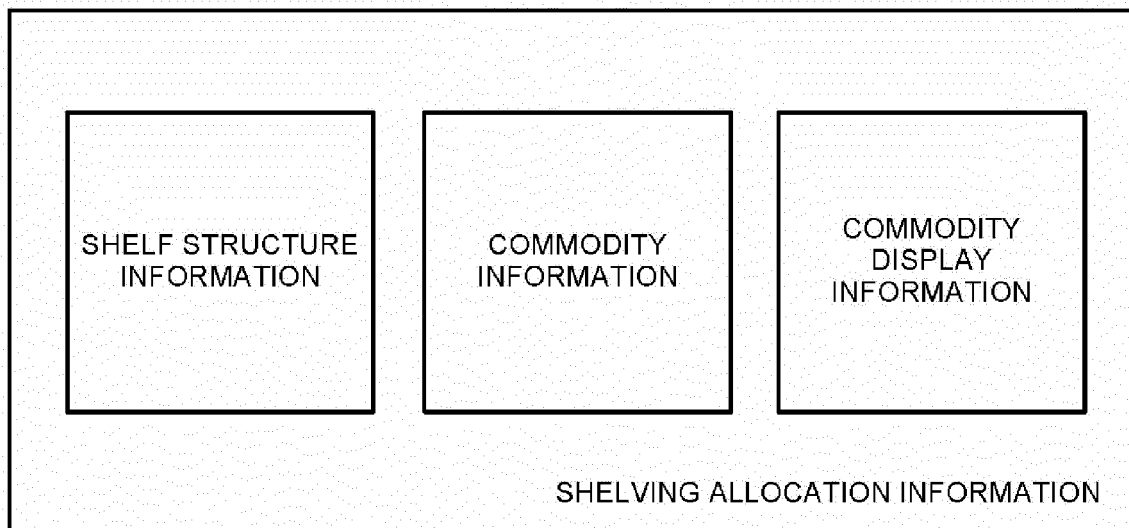 SHELF STRUCTURE
INFORMATION
COMMODITY
INFORMATION
COMMODITY
DISPLAY
INFORMATION
SHELVING ALLOCATION INFORMATION